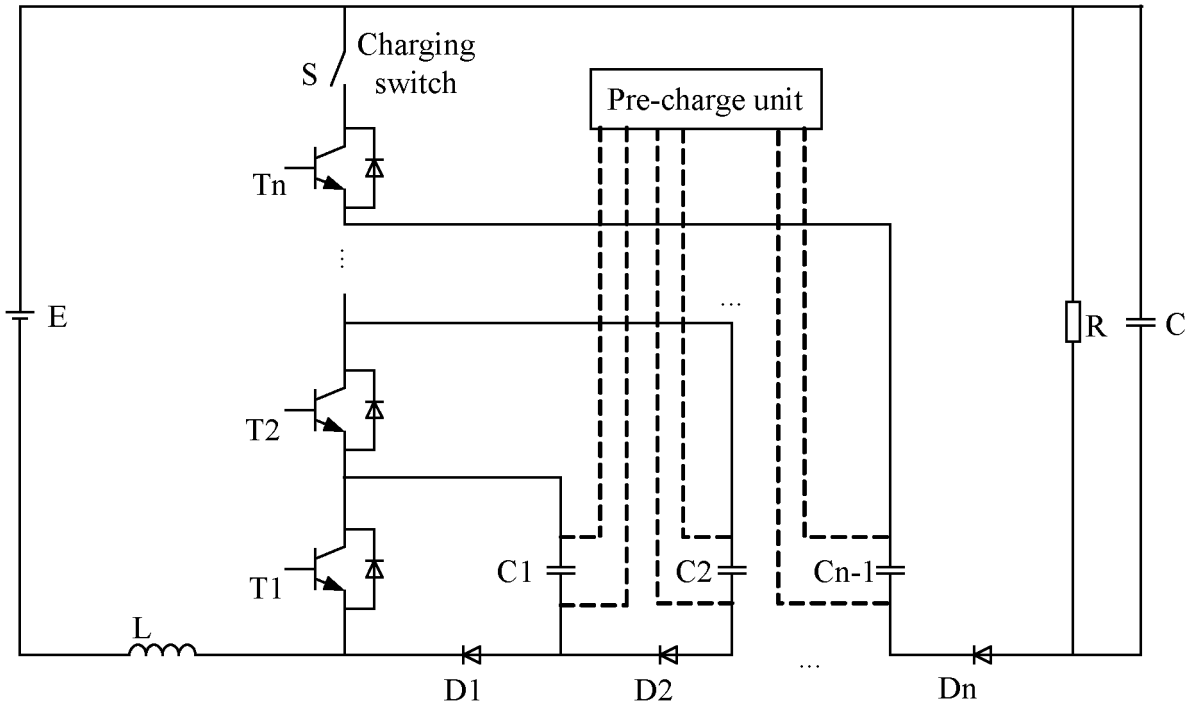 Charging
switch
S
Pre-charge unit
Tn
...
...
E
R
C
T2
T1
C1
C2
Cn-1
L
D1
D2
...
Dn